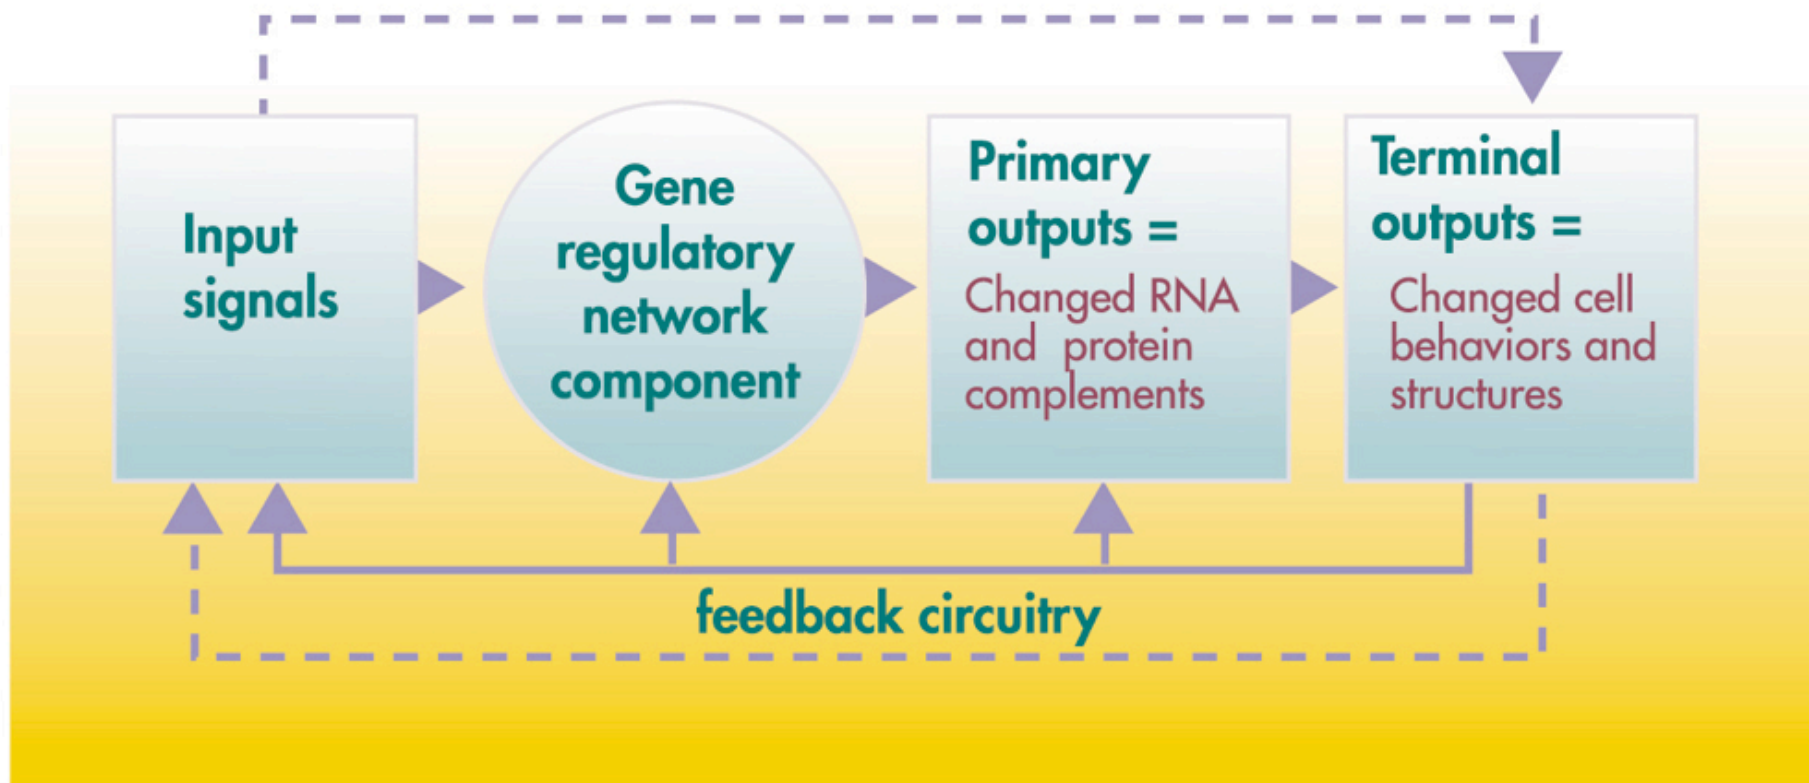 Input
signals
Gene
regulatory
network
component
Primary
outputs =
Changed RNA
and protein
complements
Terminal
outputs =
Changed cell
behaviors and
structures
feedback circuitry